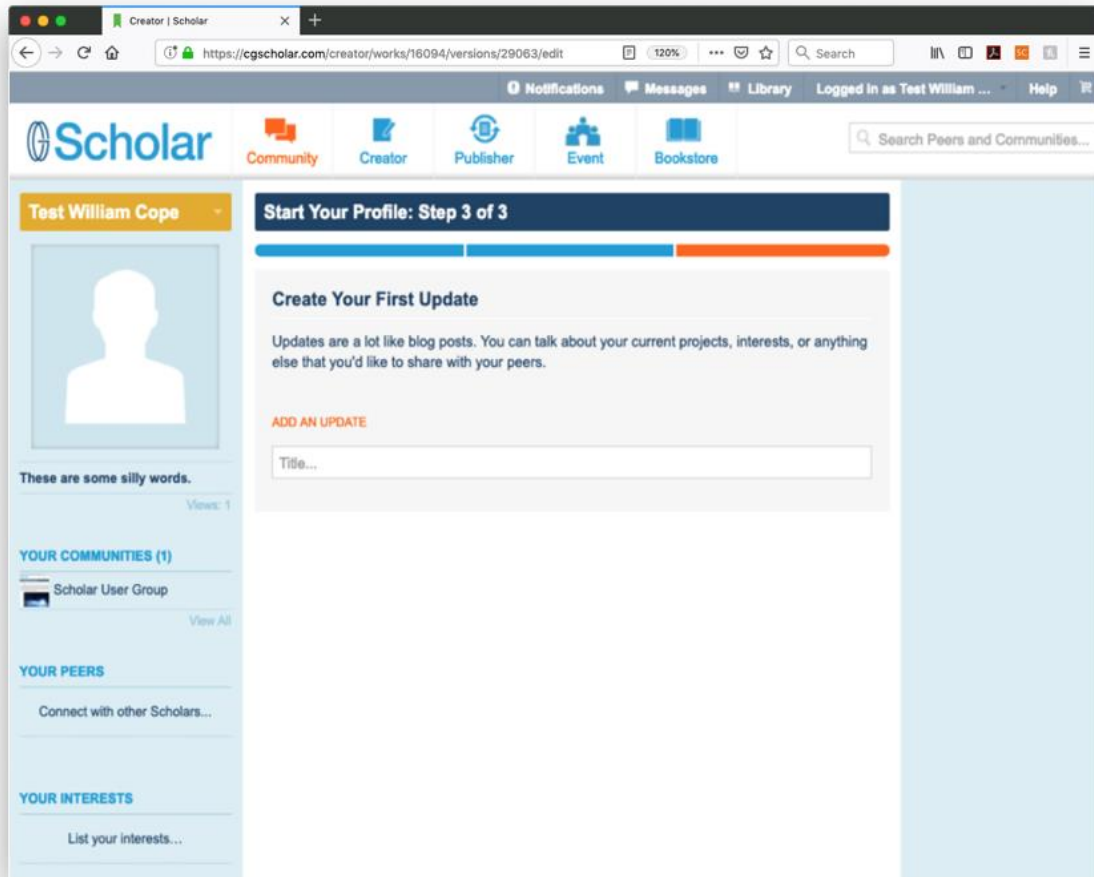 Creator | Scholar
https://cgscholar.com/creator/works/16094/versions/29063/edit
120%
Search
SC
Notifications Messages Library Logged in as Test William ... Help
Scholar
Community Creator Publisher Event Bookstore
Search Peers and Communities...
Test William Cope
Start Your Profile: Step 3 of 3
Create Your First Update
Updates are a lot like blog posts. You can talk about your current projects, interests, or anything
else that you'd like to share with your peers.
ADD AN UPDATE
Title...
These are some silly words.
Views: 1
YOUR COMMUNITIES (1)
Scholar User Group
View All
YOUR PEERS
Connect with other Scholars...
YOUR INTERESTS
List your interests...